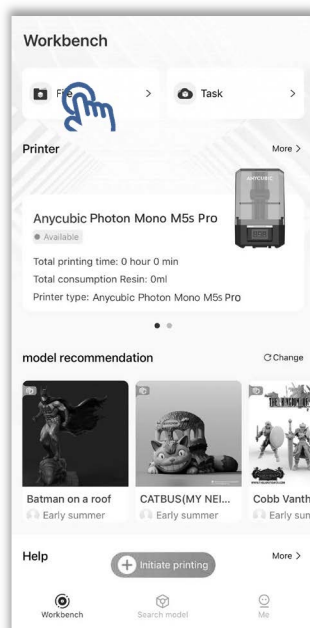 Workbench
File
Task
Printer
More
ANYCUBIC
Anycubic Photon Mono M5s Pro
Available
Total printing time: 0 hour 0 min
Total consumption Resin: 0ml
Printer type: Anycubic Photon Mono M5s Pro
model recommendation
Change
Batman on a roof
CATBUS(MY NEI...
Cobb Vanth
Early summer
Early summer
Early sun
Help
Initiate printing
More
Workbench
Search model
Me